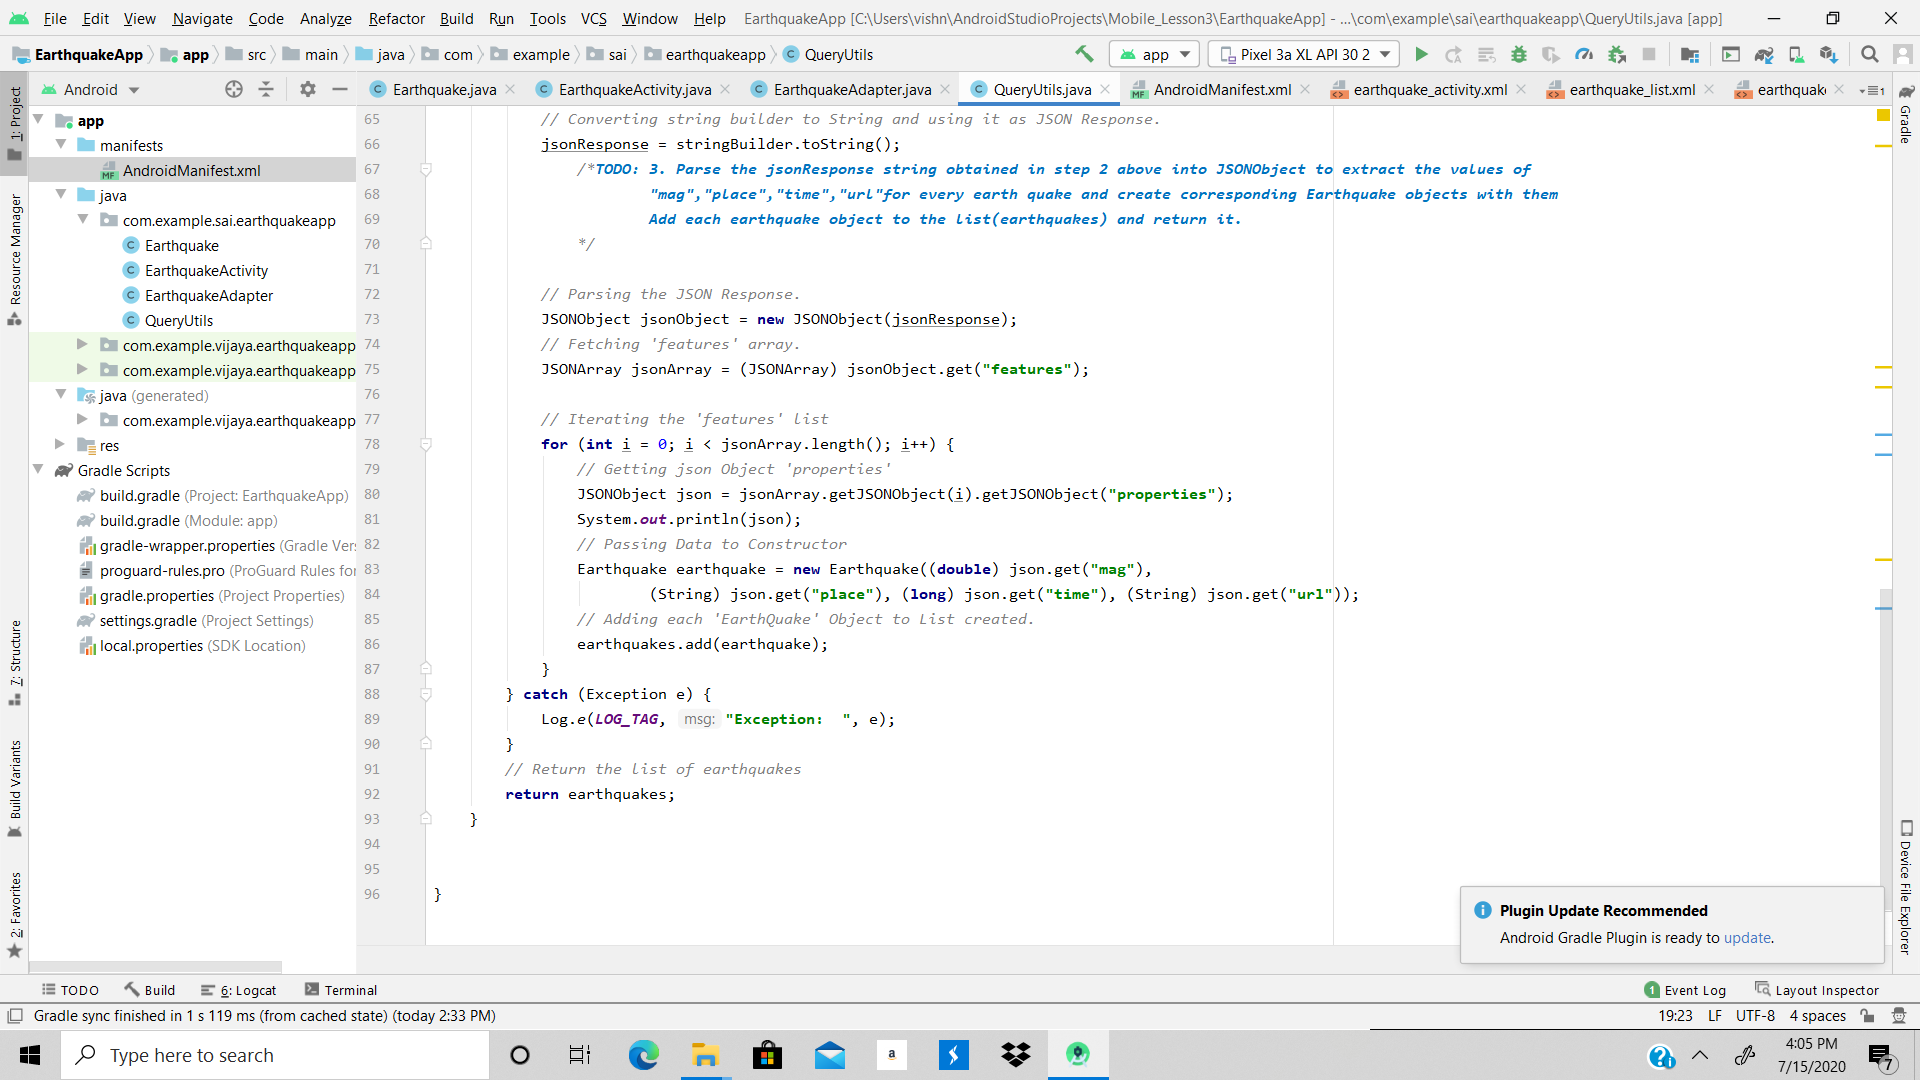 File Edit View Navigate Code Analyze Refactor Build Run Tools VCS Window Help EarthquakeApp [C:\Users\vishn\AndroidStudioProjects\Mobile_Lesson3\EarthquakeApp] - ...\com\example\sai\earthquakeapp\QueryUtils.java [app]
EarthquakeApp app src main java com example sai earthquakeapp QueryUtils app Pixel 3a XL API 30 2
Android Earthquake.java EarthquakeActivity.java EarthquakeAdapter.java QueryUtils.java AndroidManifest.xml earthquake_activity.xml earthquake_list.xml earthquake 1
1: Project
Resource Manager
7: Structure
Build Variants
2: Favorites
app
manifests
AndroidManifest.xml
java
com.example.sai.earthquakeapp
Earthquake
EarthquakeActivity
EarthquakeAdapter
QueryUtils
com.example.vijaya.earthquakeapp
com.example.vijaya.earthquakeapp
java (generated)
com.example.vijaya.earthquakeapp
res
Gradle Scripts
build.gradle (Project: EarthquakeApp)
build.gradle (Module: app)
gradle-wrapper.properties (Gradle Ver
proguard-rules.pro (ProGuard Rules for
gradle.properties (Project Properties)
settings.gradle (Project Settings)
local.properties (SDK Location)
65 // Converting string builder to String and using it as JSON Response.
66 jsonResponse = stringBuilder.toString();
67 /*TODO: 3. Parse the jsonResponse string obtained in step 2 above into JSONObject to extract the values of
68 "mag","place","time","url"for every earth quake and create corresponding Earthquake objects with them
69 Add each earthquake object to the list(earthquakes) and return it.
70 */
71
72 // Parsing the JSON Response.
73 JSONObject jsonObject = new JSONObject(jsonResponse);
74 // Fetching 'features' array.
75 JSONArray jsonArray = (JSONArray) jsonObject.get("features");
76
77 // Iterating the 'features' list
78 for (int i = 0; i < jsonArray.length(); i++) {
79 // Getting json Object 'properties'
80 JSONObject json = jsonArray.getJSONObject(i).getJSONObject("properties");
81 System.out.println(json);
82 // Passing Data to Constructor
83 Earthquake earthquake = new Earthquake((double) json.get("mag"),
84 (String) json.get("place"), (long) json.get("time"), (String) json.get("url"));
85 // Adding each 'EarthQuake' Object to List created.
86 earthquakes.add(earthquake);
87 }
88 } catch (Exception e) {
89 Log.e(LOG_TAG, msg: "Exception:  ", e);
90 }
91 // Return the list of earthquakes
92 return earthquakes;
93 }
94
95
96 }
Gradle
Device File Explorer
Plugin Update Recommended
Android Gradle Plugin is ready to update.
TODO Build 6: Logcat Terminal 1 Event Log Layout Inspector
Gradle sync finished in 1 s 119 ms (from cached state) (today 2:33 PM) 19:23 LF UTF-8 4 spaces
Type here to search a 4:05 PM
7/15/2020 7